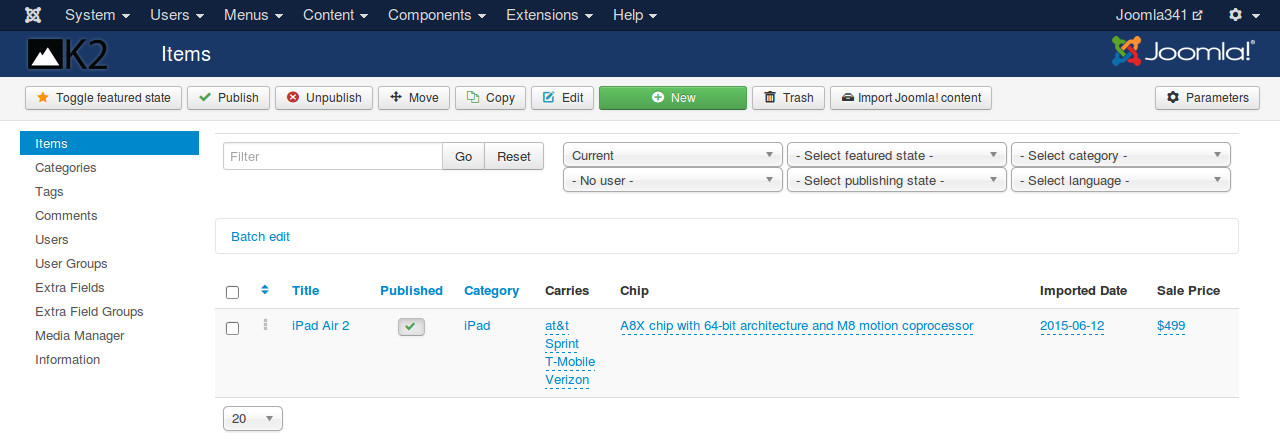 System Users Menus Content Components Extensions Help Joomla341
K2 Items Joomla!®
Toggle featured state Publish Unpublish Move Copy Edit New Trash Import Joomla! content Parameters
Items
Categories
Tags
Comments
Users
User Groups
Extra Fields
Extra Field Groups
Media Manager
Information
Filter Go Reset Current - Select featured state - - Select category -
- No user - - Select publishing state - - Select language -
Batch edit
Title Published Category Carries Chip Imported Date Sale Price
iPad Air 2 iPad at&t A8X chip with 64-bit architecture and M8 motion coprocessor 2015-06-12 $499
Sprint
T-Mobile
Verizon
20